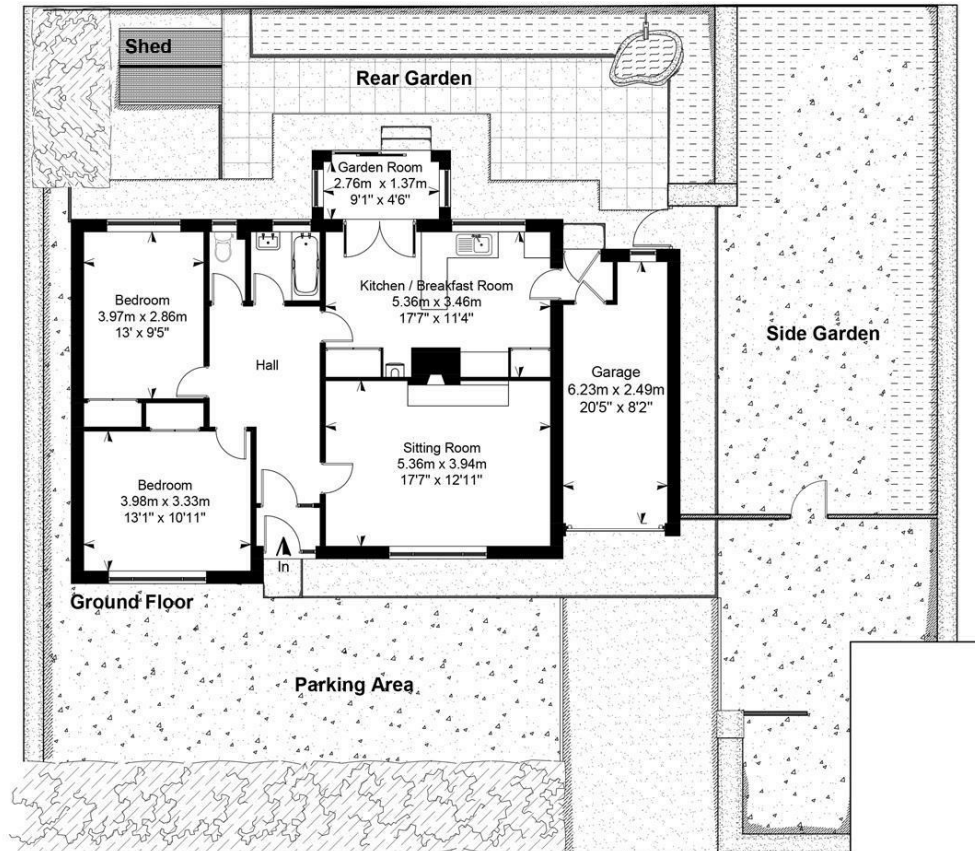 Shed
Rear Garden
Garden Room
2.76m x 1.37m
9'1" x 4'6"
Kitchen / Breakfast Room
5.36m x 3.46m
17'7" x 11'4"
Bedroom
3.97m x 2.86m
13' x 9'5"
Hall
Side Garden
Garage
6.23m x 2.49m
20'5" x 8'2"
Sitting Room
5.36m x 3.94m
17'7" x 12'11"
Bedroom
3.98m x 3.33m
13'1" x 10'11"
In
Ground Floor
Parking Area